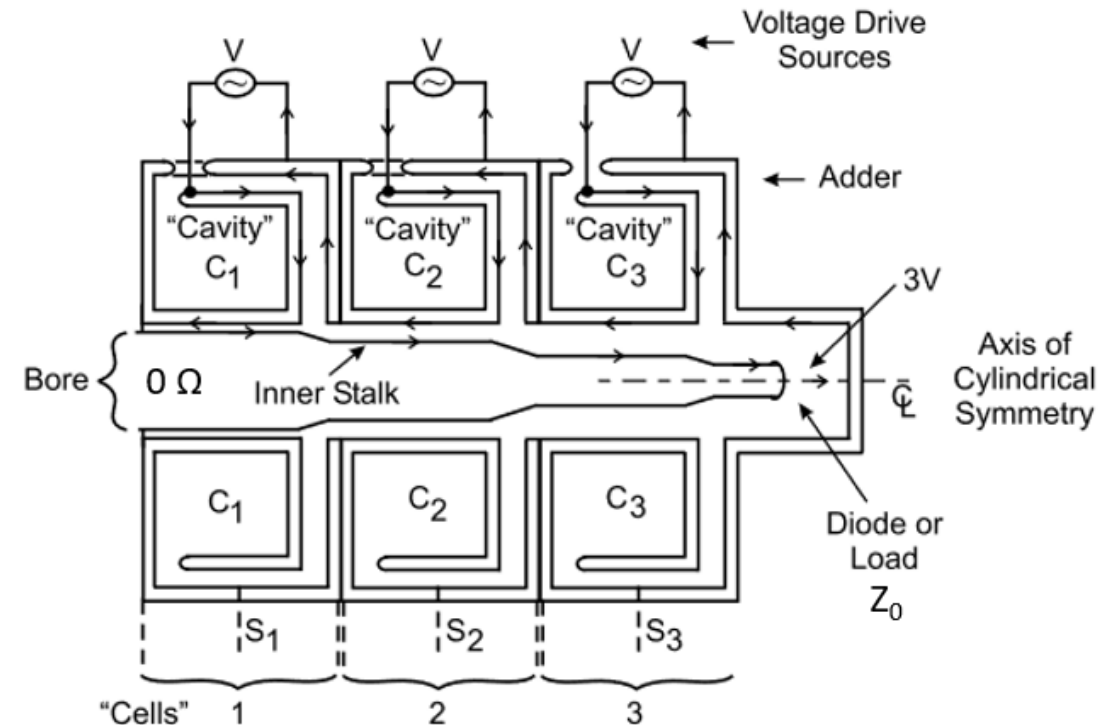 Voltage Drive
Sources
V
V
V
Adder
“Cavity”
C1
“Cavity”
C2
“Cavity”
C3
3V
Bore
0 Ω
Inner Stalk
Axis of
Cylindrical
Symmetry
C̅L
C1
C2
C3
Diode or
Load
Z0
S1
S2
S3
“Cells”
1
2
3